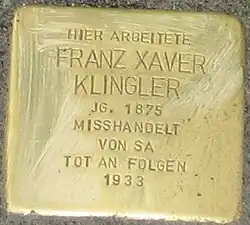 HIER ARBEITETE
FRANZ XAVER
KLINGLER
JG. 1875
MISSHANDELT
VON SA
TOT AN FOLGEN
1933